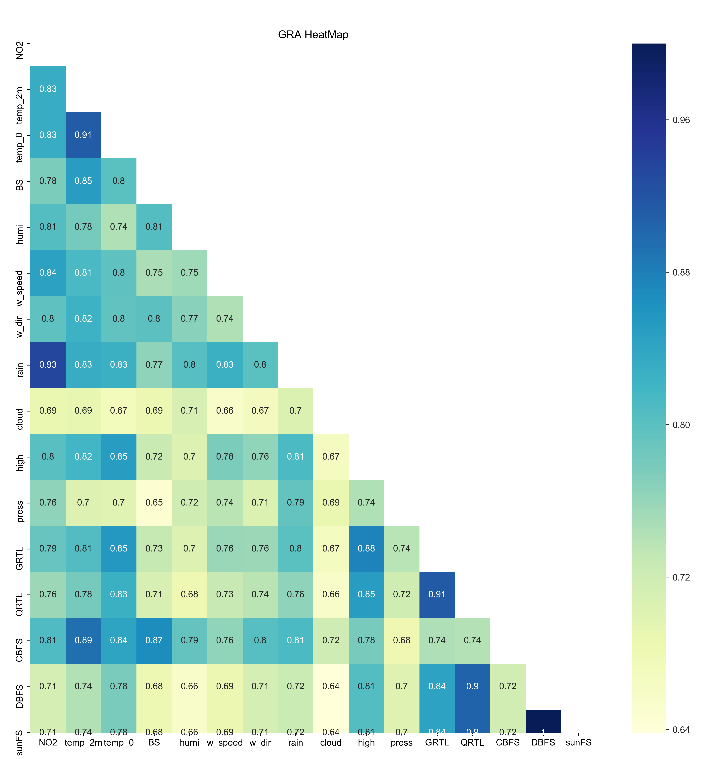 GRA HeatMap
NO2
temp_2m 0.83
temp_0 0.83 0.91
BS 0.78 0.85 0.8
humi 0.81 0.78 0.74 0.81
w_speed 0.84 0.81 0.8 0.75 0.75
w_dir 0.8 0.82 0.8 0.8 0.77 0.74
rain 0.93 0.83 0.83 0.77 0.8 0.83 0.8
cloud 0.69 0.69 0.67 0.69 0.71 0.66 0.67 0.7
high 0.8 0.82 0.85 0.72 0.7 0.78 0.76 0.81 0.67
press 0.76 0.7 0.7 0.65 0.72 0.74 0.71 0.79 0.69 0.74
GRTL 0.79 0.81 0.85 0.73 0.7 0.76 0.76 0.8 0.67 0.88 0.74
QRTL 0.76 0.78 0.83 0.71 0.68 0.73 0.74 0.76 0.66 0.85 0.72 0.91
CBFS 0.81 0.89 0.84 0.87 0.79 0.76 0.8 0.81 0.72 0.78 0.68 0.74 0.74
DBFS 0.71 0.74 0.78 0.68 0.66 0.69 0.71 0.72 0.64 0.81 0.7 0.84 0.9 0.72
sunFS 0.71 0.74 0.78 0.68 0.66 0.69 0.71 0.72 0.64 0.81 0.7 0.84 0.9 0.72 1
NO2 temp_2m temp_0 BS humi w_speed w_dir rain cloud high press GRTL QRTL CBFS DBFS sunFS
0.96
0.88
0.80
0.72
0.64